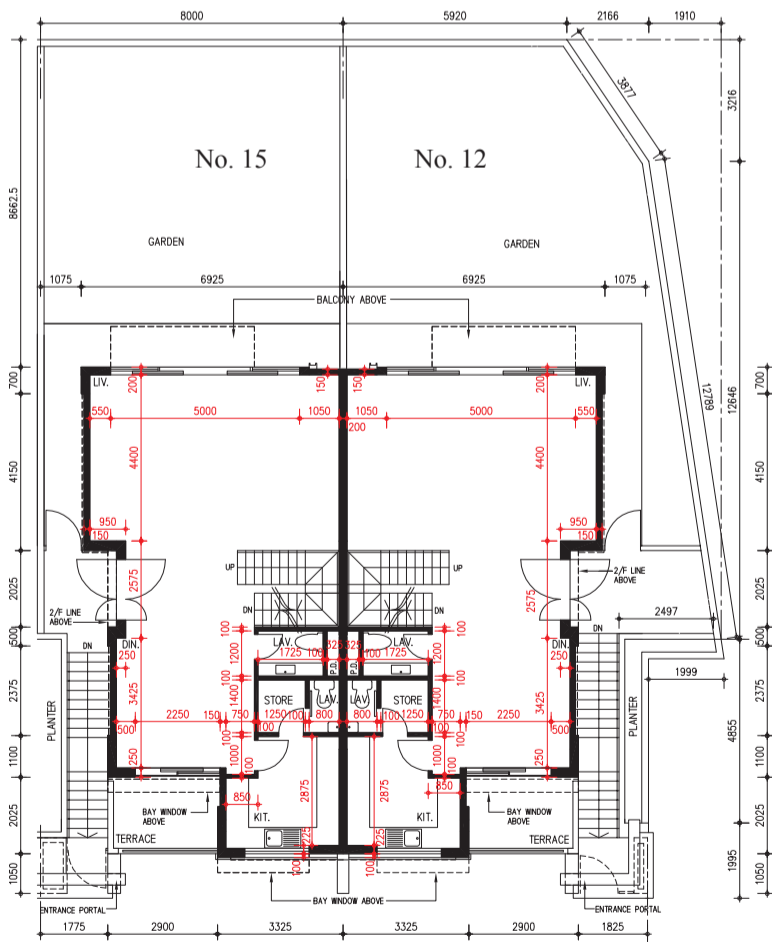 8000 5920 2166 1910
3877
3216
No. 15 No. 12
8662.5
GARDEN GARDEN
1075 6925 6925 1075
BALCONY ABOVE
700 LIV. 200 150 150 200 LIV. 700
12789 12646
550 5000 1050 1050 5000 550
200
4150 4400 4400 4150
950 950
150 150
2025 2575 UP UP 2575 2/F LINE ABOVE 2025
2/F LINE
ABOVE
DN DN 2497
500 DN DIN. 100 LAV. LAV. 100 DIN. DN 500
250 1200 1725 100 525 525 100 1725 1200 250
P.D. P.D.
1999
2375 100 100 2375
PLANTER 3425 1400 STORE LAV. LAV. STORE 1400 3425 PLANTER
2250 150 750 1250 100 800 800 100 1250 750 150 2250
500 100 100 500
4855
1100 250 100 1000 100 100 1000 100 250 1100
850 2875 2875 850
2025 BAY WINDOW
ABOVE KIT. KIT. BAY WINDOW
ABOVE 2025
TERRACE 225 225 TERRACE
100 100
1050 1995 1050
BAY WINDOW ABOVE
ENTRANCE PORTAL ENTRANCE PORTAL
1775 2900 3325 3325 2900 1825